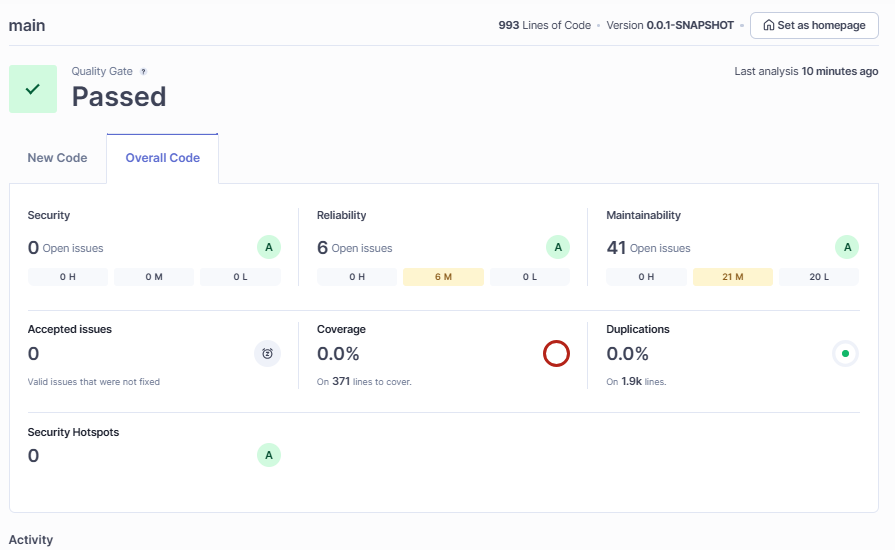 main
993 Lines of Code • Version 0.0.1-SNAPSHOT • Set as homepage
Quality Gate ?
Last analysis 10 minutes ago
Passed
New Code Overall Code
Security Reliability Maintainability
0 Open issues A 6 Open issues A 41 Open issues A
0 H 0 M 0 L 0 H 6 M 0 L 0 H 21 M 20 L
Accepted issues Coverage Duplications
0 0.0% 0.0%
Valid issues that were not fixed On 371 lines to cover. On 1.9k lines.
Security Hotspots
0 A
Activity